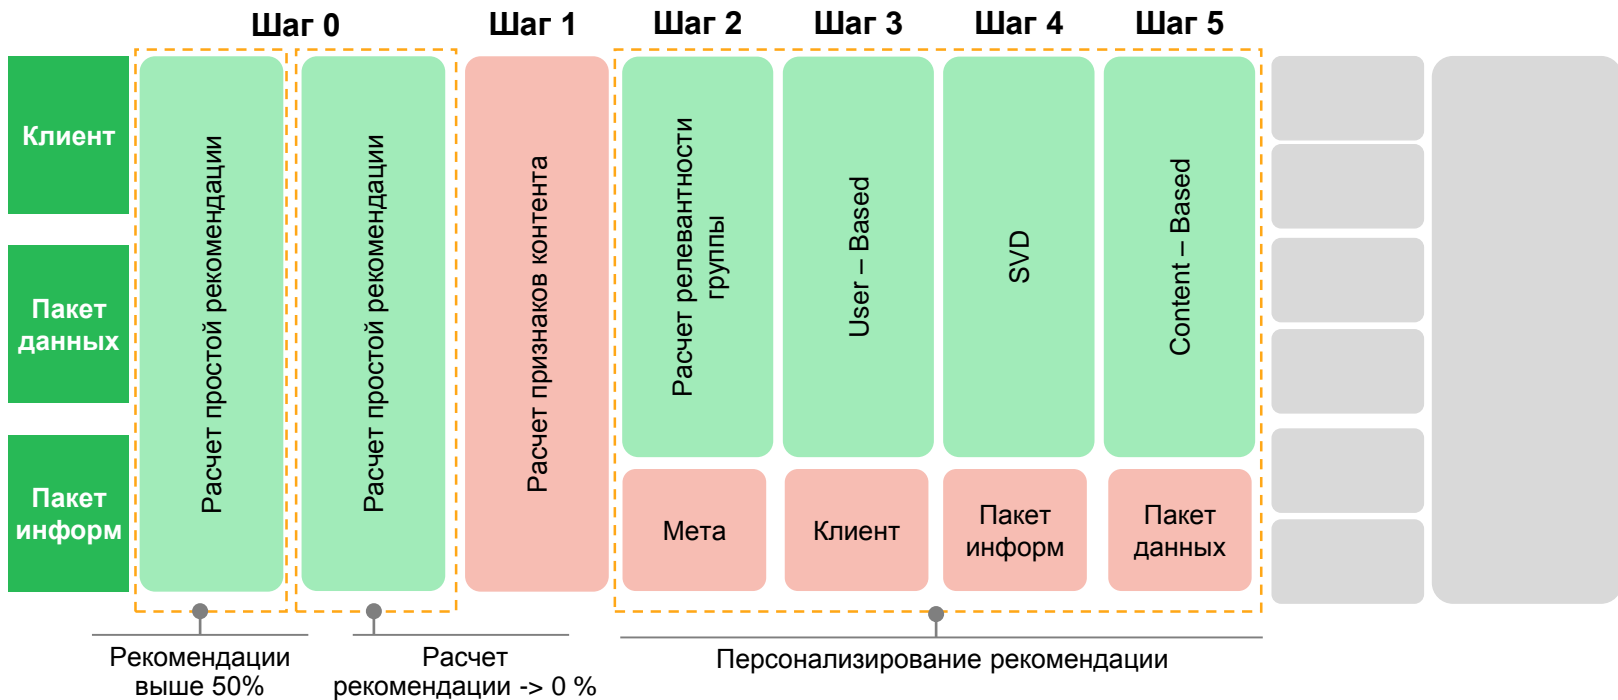 Шаг 0
Шаг 1
Шаг 2
Шаг 3
Шаг 4
Шаг 5
Клиент
Пакет
данных
Пакет
информ
Расчет простой рекомендации
Расчет простой рекомендации
Расчет признаков контента
Расчет релевантности
группы
User – Based
SVD
Content – Based
Мета
Клиент
Пакет
информ
Пакет
данных
Рекомендации
выше 50%
Расчет
рекомендации -> 0 %
Персонализирование рекомендации